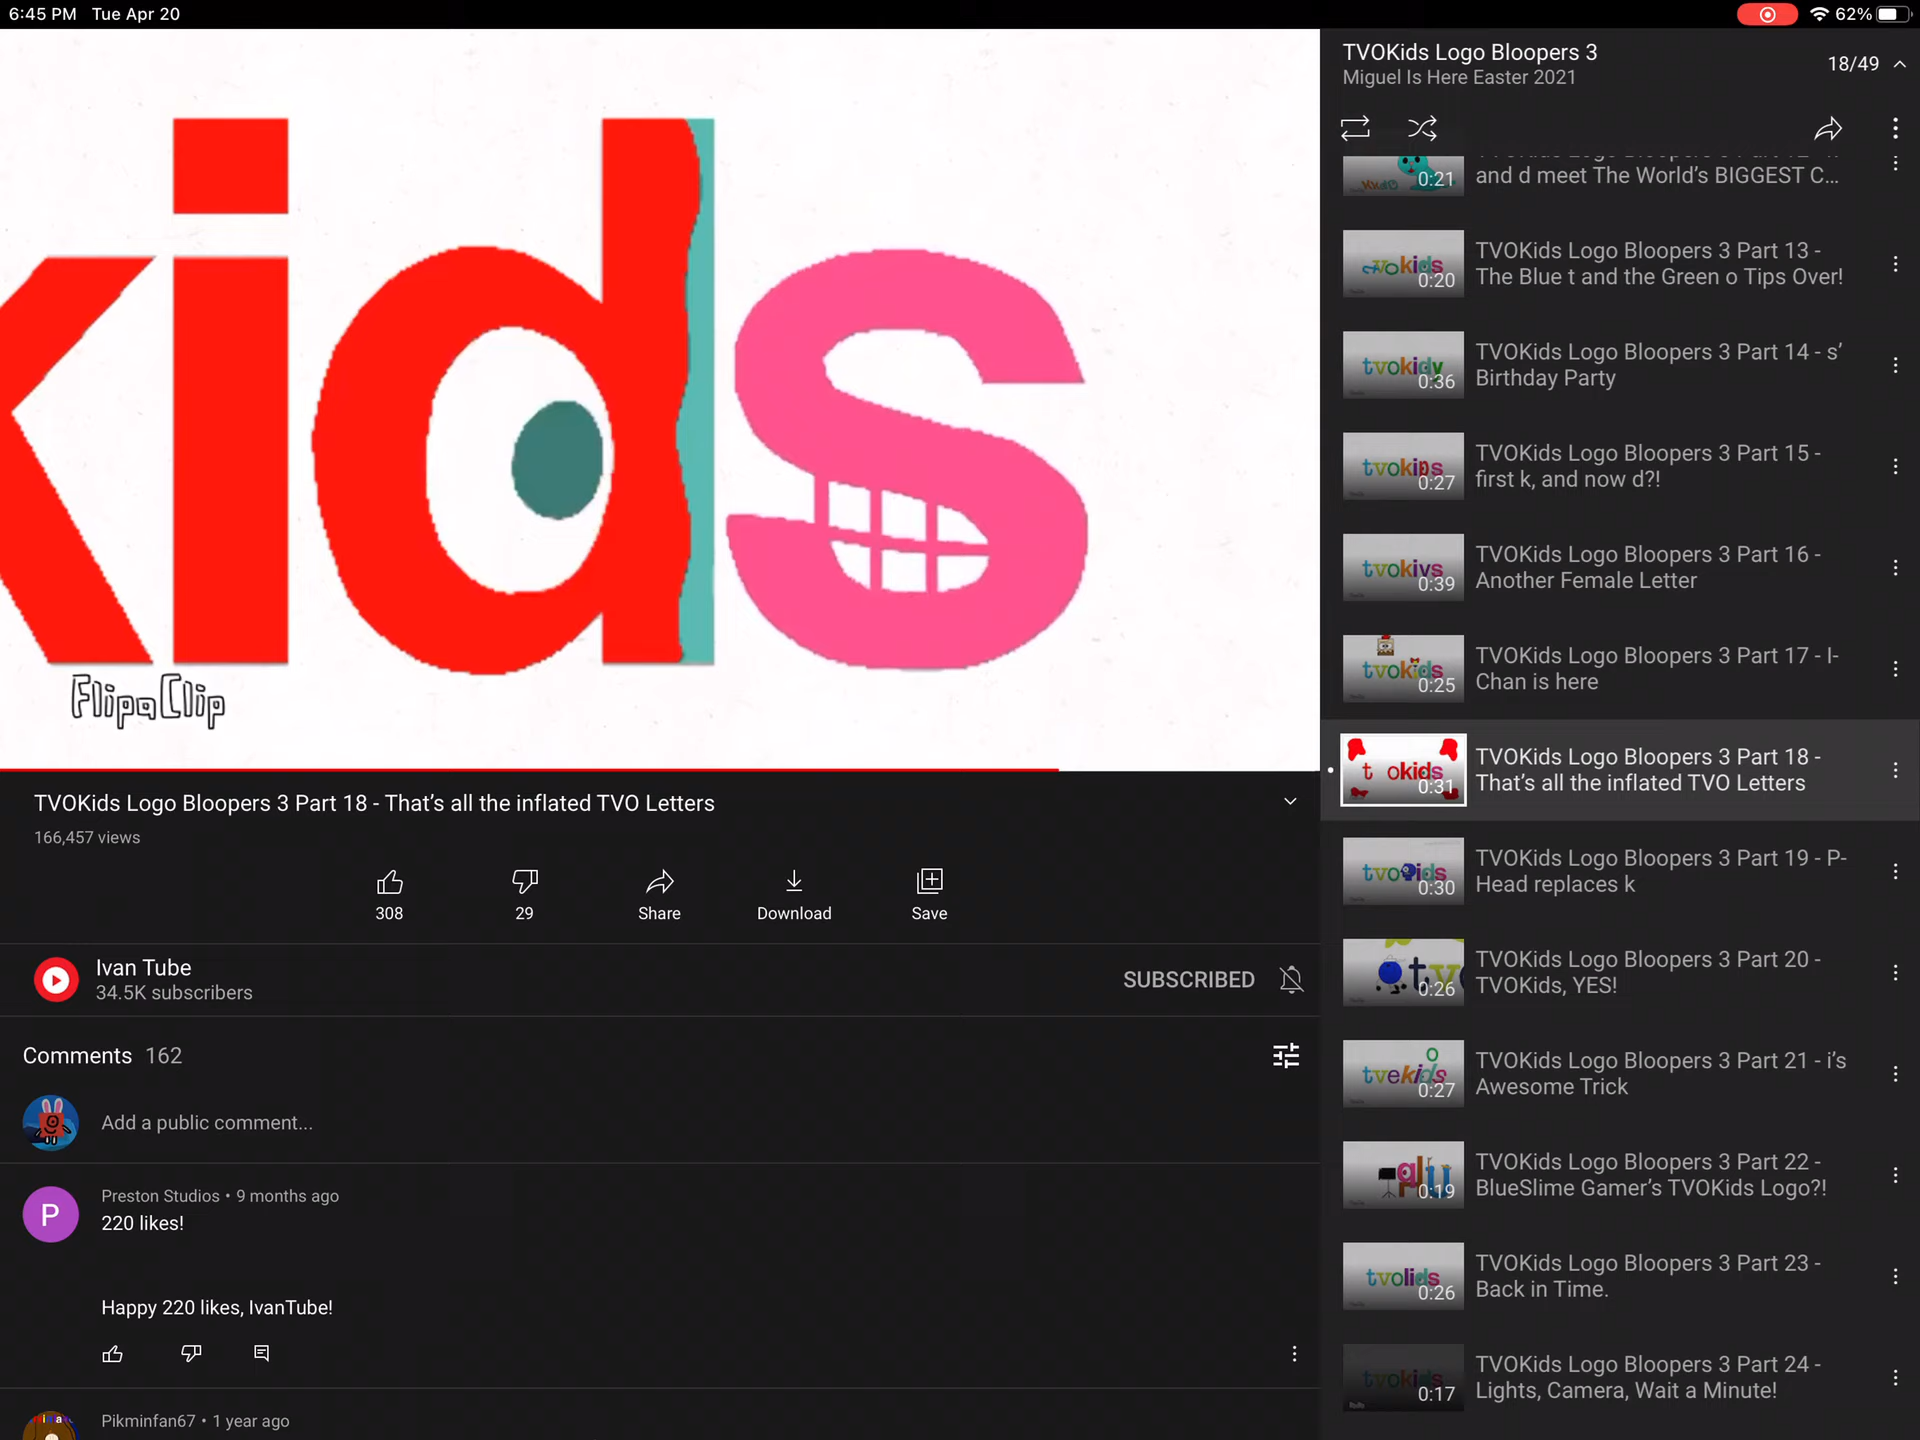 6:45 PM Tue Apr 20
62%
kids
FlipaClip
TVOKids Logo Bloopers 3 Part 18 - That’s all the inflated TVO Letters
166,457 views
308
29
Share
Download
Save
Ivan Tube
34.5K subscribers
SUBSCRIBED
Comments 162
Add a public comment...
P
Preston Studios • 9 months ago
220 likes!
Happy 220 likes, IvanTube!
Pikminfan67 • 1 year ago
TVOKids Logo Bloopers 3
Miguel Is Here Easter 2021
18/49
0:21
and d meet The World’s BIGGEST C...
tvokids
0:20
TVOKids Logo Bloopers 3 Part 13 -
The Blue t and the Green o Tips Over!
tvokidv
0:36
TVOKids Logo Bloopers 3 Part 14 - s’
Birthday Party
0:27
TVOKids Logo Bloopers 3 Part 15 -
first k, and now d?!
tvokivs
0:39
TVOKids Logo Bloopers 3 Part 16 -
Another Female Letter
tvokids
0:25
TVOKids Logo Bloopers 3 Part 17 - I-
Chan is here
t okids
0:31
TVOKids Logo Bloopers 3 Part 18 -
That’s all the inflated TVO Letters
0:30
TVOKids Logo Bloopers 3 Part 19 - P-
Head replaces k
0:26
TVOKids Logo Bloopers 3 Part 20 -
TVOKids, YES!
tvekids
0:27
TVOKids Logo Bloopers 3 Part 21 - i’s
Awesome Trick
0:19
TVOKids Logo Bloopers 3 Part 22 -
BlueSlime Gamer’s TVOKids Logo?!
tvolids
0:26
TVOKids Logo Bloopers 3 Part 23 -
Back in Time.
tvokids
0:17
TVOKids Logo Bloopers 3 Part 24 -
Lights, Camera, Wait a Minute!